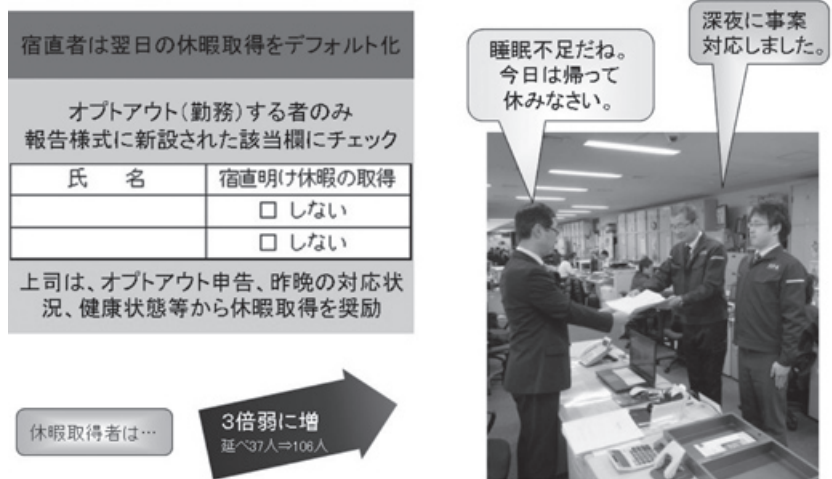 宿直者は翌日の休暇取得をデフォルト化
オプトアウト(勤務)する者のみ
報告様式に新設された該当欄にチェック
氏　名　宿直明け休暇の取得
□ しない
□ しない
上司は、オプトアウト申告、昨晩の対応状
況、健康状態等から休暇取得を奨励
休暇取得者は…
3倍弱に増
延べ37人⇒106人
睡眠不足だね。
今日は帰って
休みなさい。
深夜に事案
対応しました。